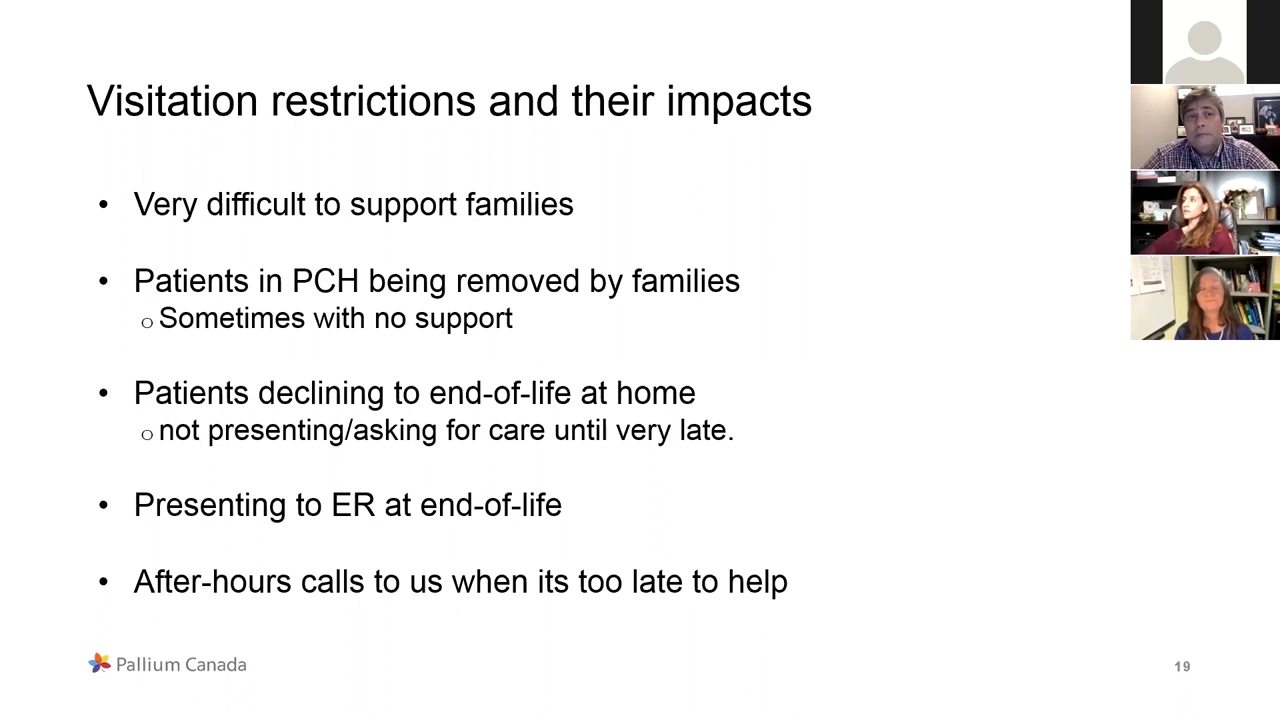 Visitation restrictions and their impacts
• Very difficult to support families
• Patients in PCH being removed by families
o Sometimes with no support
• Patients declining to end-of-life at home
o not presenting/asking for care until very late.
• Presenting to ER at end-of-life
• After-hours calls to us when its too late to help
Pallium Canada
19